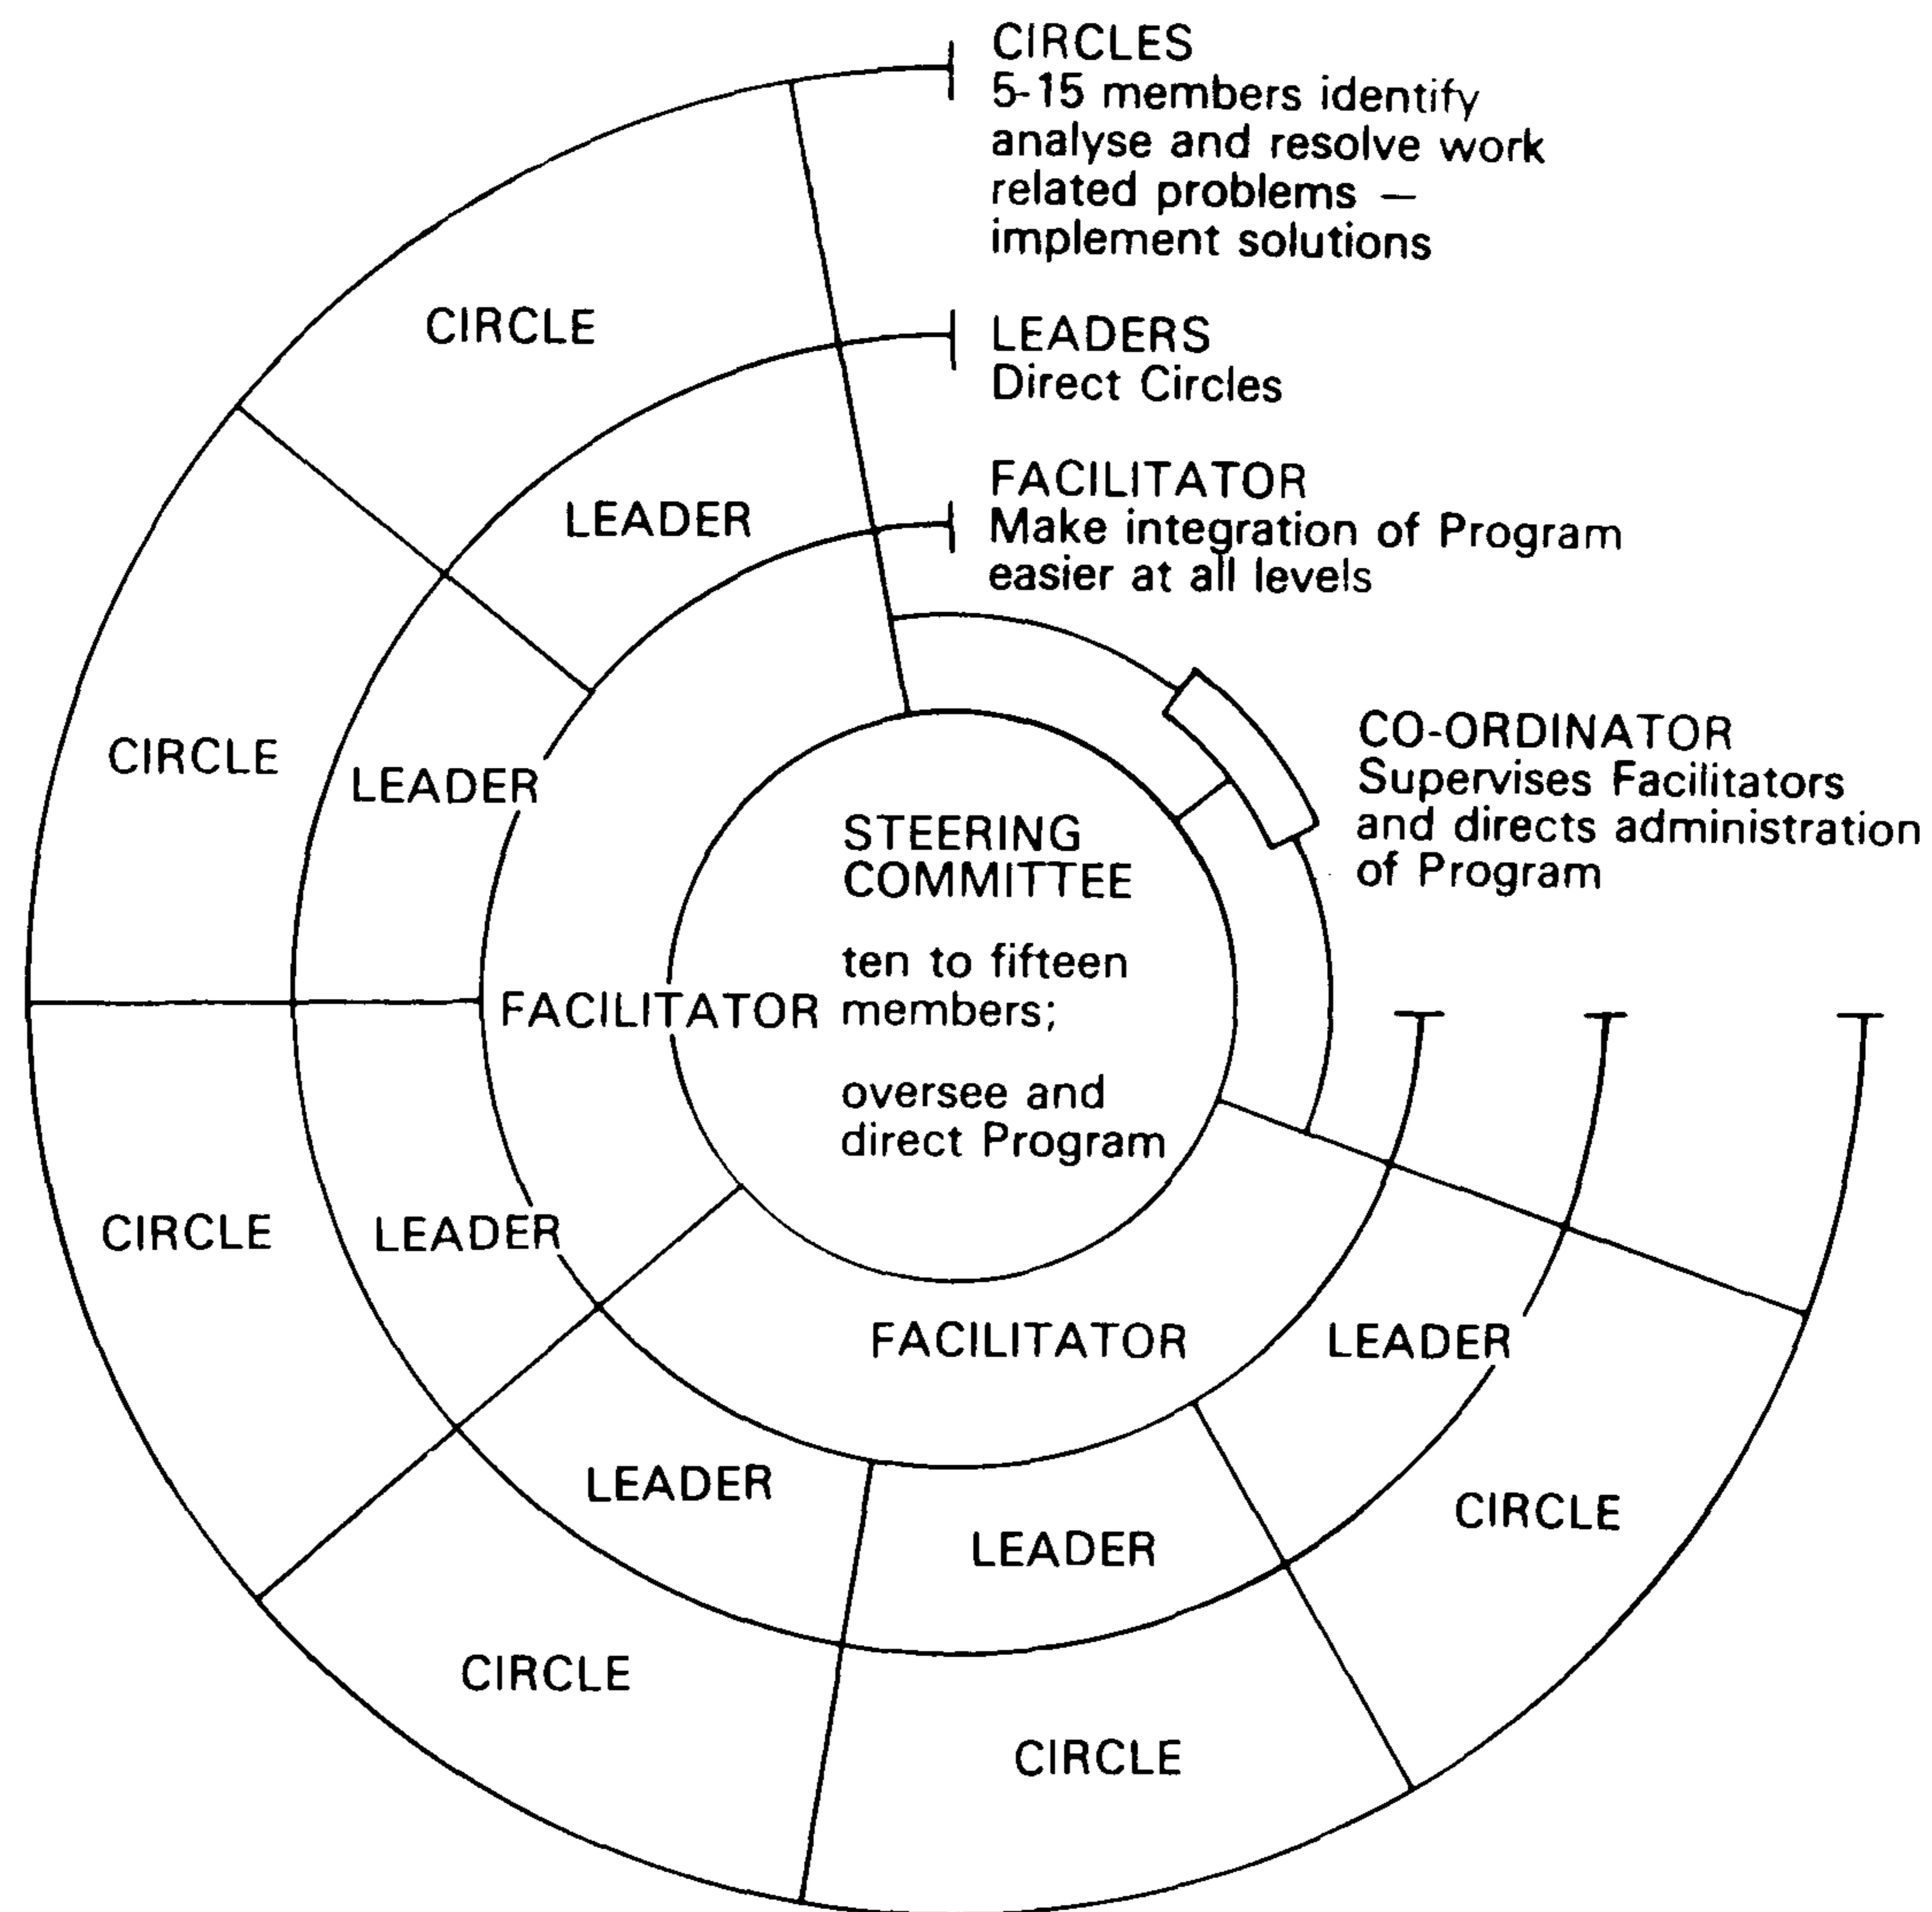 CIRCLES
5-15 members identify
analyse and resolve work
related problems —
implement solutions
CIRCLE
LEADERS
Direct Circles
FACILITATOR
Make integration of Program
easier at all levels
LEADER
CO-ORDINATOR
Supervises Facilitators
and directs administration
of Program
CIRCLE
LEADER
STEERING
COMMITTEE
ten to fifteen
members;
oversee and
direct Program
FACILITATOR
CIRCLE
LEADER
FACILITATOR
LEADER
LEADER
LEADER
CIRCLE
CIRCLE
CIRCLE